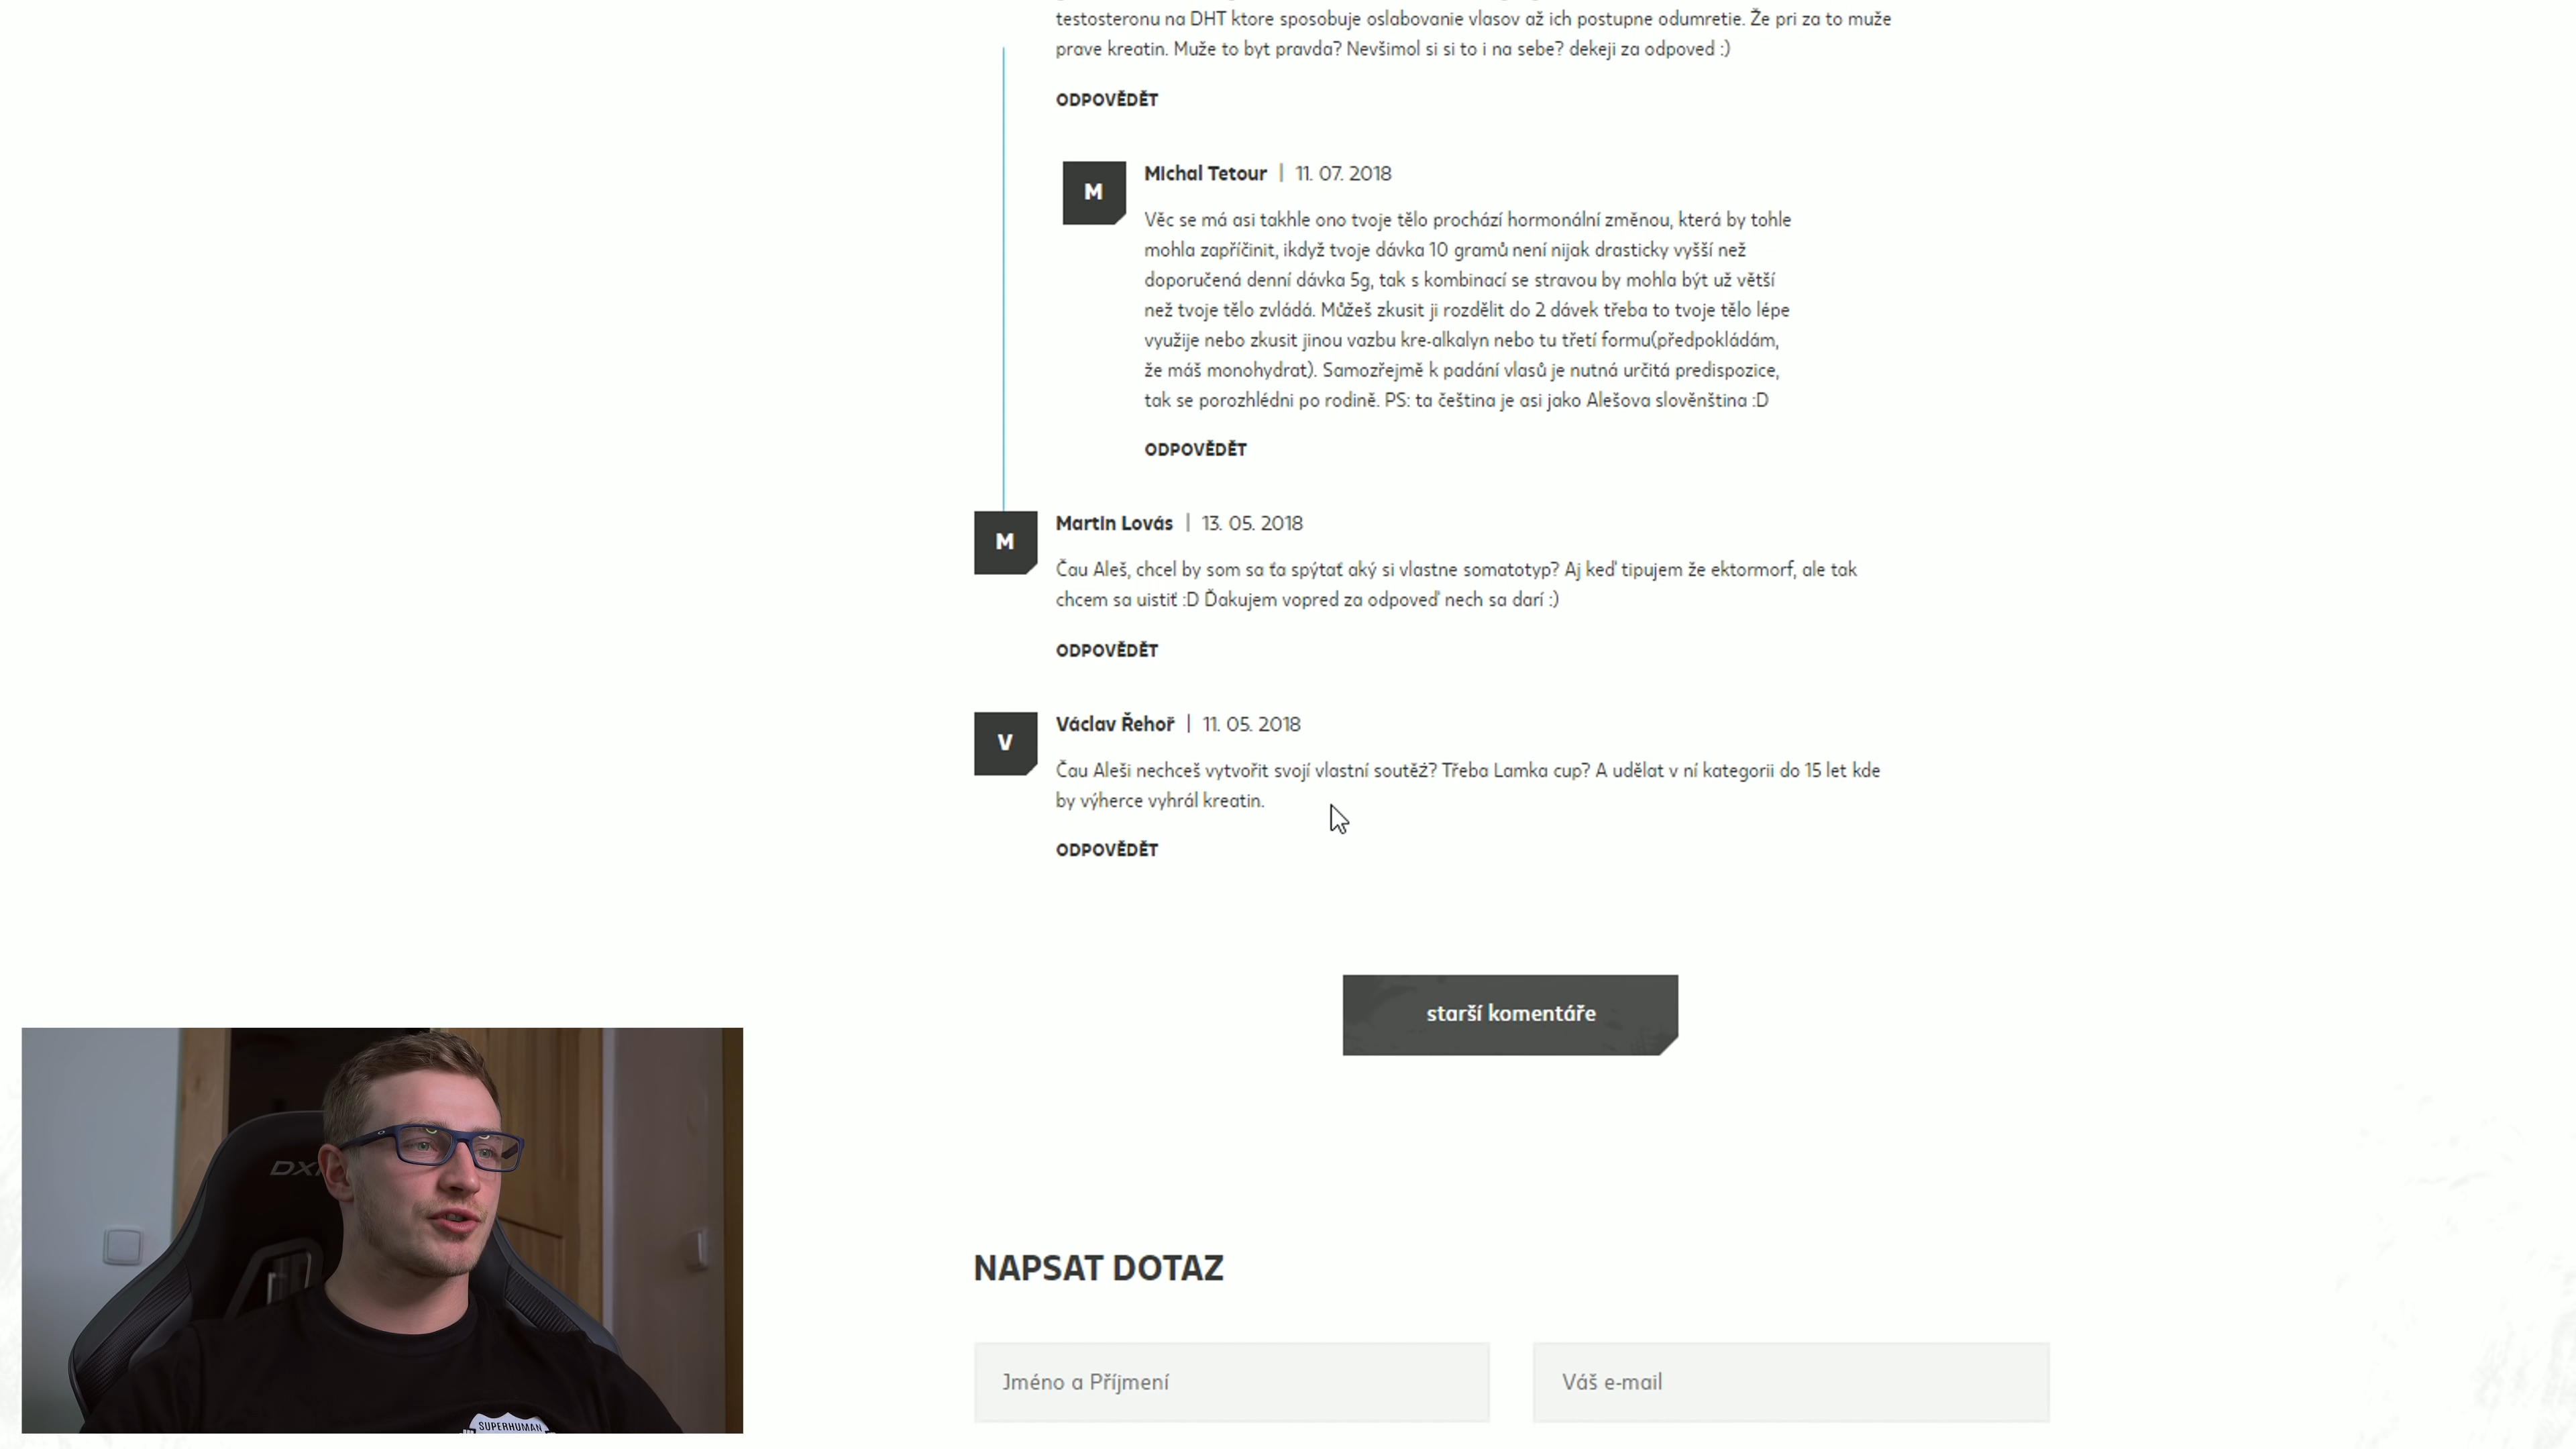 testosteronu na DHT ktore sposobuje oslabovanie vlasov až ich postupne odumretie. Že pri za to muže
prave kreatin. Muže to byt pravda? Nevšimol si si to i na sebe? dekeji za odpoved :)
ODPOVĚDĚT
M
Michal Tetour | 11. 07. 2018
Věc se má asi takhle ono tvoje tělo prochází hormonální změnou, která by tohle
mohla zapříčinit, ikdyž tvoje dávka 10 gramů není nijak drasticky vyšší než
doporučená denní dávka 5g, tak s kombinací se stravou by mohla být už větší
než tvoje tělo zvládá. Můžeš zkusit ji rozdělit do 2 dávek třeba to tvoje tělo lépe
využije nebo zkusit jinou vazbu kre-alkalyn nebo tu třetí formu(předpokládám,
že máš monohydrat). Samozřejmě k padání vlasů je nutná určitá predispozice,
tak se porozhlédni po rodině. PS: ta čeština je asi jako Alešova slověnština :D
ODPOVĚDĚT
M
Martin Lovás | 13. 05. 2018
Čau Aleš, chcel by som sa ťa spýtať aký si vlastne somatotyp? Aj keď tipujem že ektormorf, ale tak
chcem sa uistiť :D Ďakujem vopred za odpoveď nech sa darí :)
ODPOVĚDĚT
V
Václav Řehoř | 11. 05. 2018
Čau Aleši nechceš vytvořit svojí vlastní soutěž? Třeba Lamka cup? A udělat v ní kategorii do 15 let kde
by výherce vyhrál kreatin.
ODPOVĚDĚT
starší komentáře
NAPSAT DOTAZ
Jméno a Příjmení
Váš e-mail
SUPERHUMAN